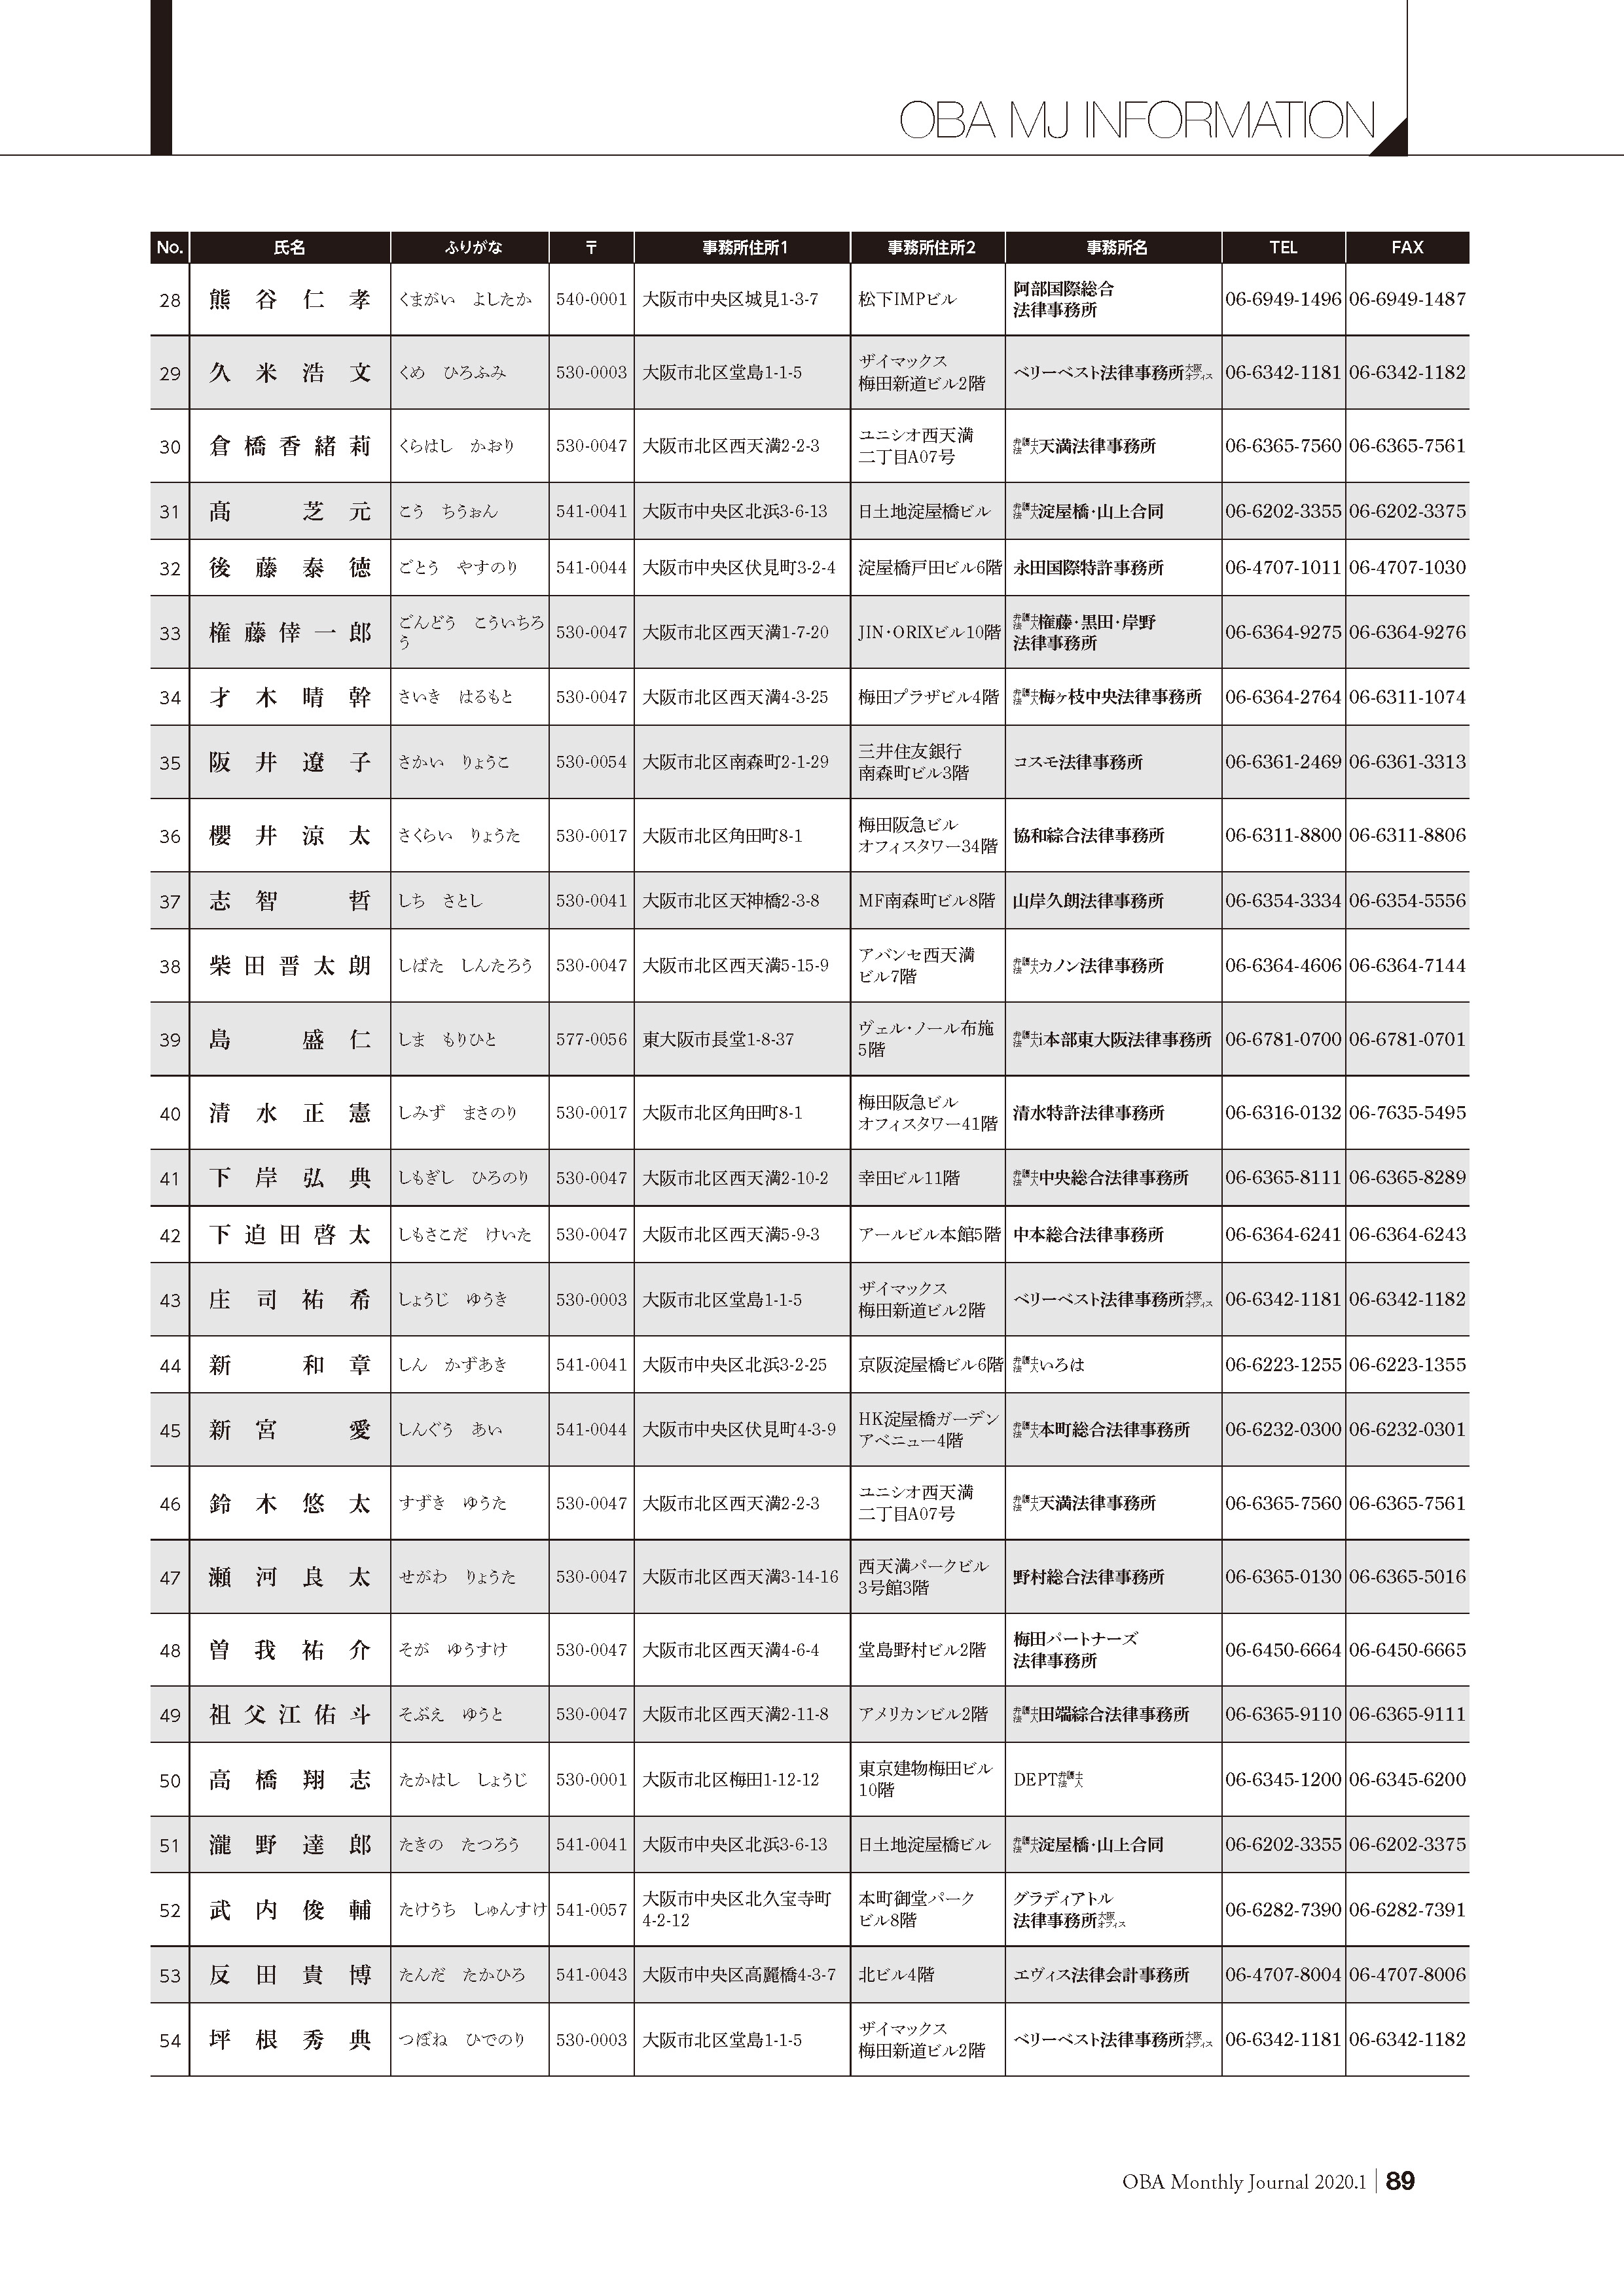 OBA MJ INFORMATION
No. 氏名 ふりがな 〒 事務所住所1 事務所住所2 事務所名 TEL FAX
28 熊谷仁孝 くまがい よしたか 540-0001 大阪市中央区城見1-3-7 松下IMPビル 阿部国際総合法律事務所 06-6949-1496 06-6949-1487
29 久米浩文 くめ ひろふみ 530-0003 大阪市北区堂島1-1-5 ザイマックス梅田新道ビル2階 ベリーベスト法律事務所大阪オフィス 06-6342-1181 06-6342-1182
30 倉橋香緒莉 くらはし かおり 530-0047 大阪市北区西天満2-2-3 ユニシオ西天満二丁目A07号 弁護士法人天満法律事務所 06-6365-7560 06-6365-7561
31 髙芝元 こう ちうぉん 541-0041 大阪市中央区北浜3-6-13 日土地淀屋橋ビル 弁護士法人淀屋橋・山上合同 06-6202-3355 06-6202-3375
32 後藤泰徳 ごとう やすのり 541-0044 大阪市中央区伏見町3-2-4 淀屋橋戸田ビル6階 永田国際特許事務所 06-4707-1011 06-4707-1030
33 権藤倖一郎 ごんどう こういちろう 530-0047 大阪市北区西天満1-7-20 JIN・ORIXビル10階 弁護士法人権藤・黒田・岸野法律事務所 06-6364-9275 06-6364-9276
34 才木晴幹 さいき はるもと 530-0047 大阪市北区西天満4-3-25 梅田プラザビル4階 弁護士法人梅ヶ枝中央法律事務所 06-6364-2764 06-6311-1074
35 阪井遼子 さかい りょうこ 530-0054 大阪市北区南森町2-1-29 三井住友銀行南森町ビル3階 コスモ法律事務所 06-6361-2469 06-6361-3313
36 櫻井涼太 さくらい りょうた 530-0017 大阪市北区角田町8-1 梅田阪急ビルオフィスタワー34階 協和綜合法律事務所 06-6311-8800 06-6311-8806
37 志智哲 しち さとし 530-0041 大阪市北区天神橋2-3-8 MF南森町ビル8階 山岸久朗法律事務所 06-6354-3334 06-6354-5556
38 柴田晋太朗 しばた しんたろう 530-0047 大阪市北区西天満5-15-9 アバンセ西天満ビル7階 弁護士法人カノン法律事務所 06-6364-4606 06-6364-7144
39 島盛仁 しま もりひと 577-0056 東大阪市長堂1-8-37 ヴェル・ノール布施5階 弁護士法人i本部東大阪法律事務所 06-6781-0700 06-6781-0701
40 清水正憲 しみず まさのり 530-0017 大阪市北区角田町8-1 梅田阪急ビルオフィスタワー41階 清水特許法律事務所 06-6316-0132 06-7635-5495
41 下岸弘典 しもぎし ひろのり 530-0047 大阪市北区西天満2-10-2 幸田ビル11階 弁護士法人中央総合法律事務所 06-6365-8111 06-6365-8289
42 下迫田啓太 しもさこだ けいた 530-0047 大阪市北区西天満5-9-3 アールビル本館5階 中本総合法律事務所 06-6364-6241 06-6364-6243
43 庄司祐希 しょうじ ゆうき 530-0003 大阪市北区堂島1-1-5 ザイマックス梅田新道ビル2階 ベリーベスト法律事務所大阪オフィス 06-6342-1181 06-6342-1182
44 新和章 しん かずあき 541-0041 大阪市中央区北浜3-2-25 京阪淀屋橋ビル6階 弁護士法人いろは 06-6223-1255 06-6223-1355
45 新宮愛 しんぐう あい 541-0044 大阪市中央区伏見町4-3-9 HK淀屋橋ガーデンアベニュー4階 弁護士法人本町総合法律事務所 06-6232-0300 06-6232-0301
46 鈴木悠太 すずき ゆうた 530-0047 大阪市北区西天満2-2-3 ユニシオ西天満二丁目A07号 弁護士法人天満法律事務所 06-6365-7560 06-6365-7561
47 瀬河良太 せがわ りょうた 530-0047 大阪市北区西天満3-14-16 西天満パークビル3号館3階 野村総合法律事務所 06-6365-0130 06-6365-5016
48 曽我祐介 そが ゆうすけ 530-0047 大阪市北区西天満4-6-4 堂島野村ビル2階 梅田パートナーズ法律事務所 06-6450-6664 06-6450-6665
49 祖父江佑斗 そぶえ ゆうと 530-0047 大阪市北区西天満2-11-8 アメリカンビル2階 弁護士法人田端綜合法律事務所 06-6365-9110 06-6365-9111
50 高橋翔志 たかはし しょうじ 530-0001 大阪市北区梅田1-12-12 東京建物梅田ビル10階 DEPT弁護士法人 06-6345-1200 06-6345-6200
51 瀧野達郎 たきの たつろう 541-0041 大阪市中央区北浜3-6-13 日土地淀屋橋ビル 弁護士法人淀屋橋・山上合同 06-6202-3355 06-6202-3375
52 武内俊輔 たけうち しゅんすけ 541-0057 大阪市中央区北久宝寺町4-2-12 本町御堂パークビル8階 グラディアトル法律事務所大阪オフィス 06-6282-7390 06-6282-7391
53 反田貴博 たんだ たかひろ 541-0043 大阪市中央区高麗橋4-3-7 北ビル4階 エヴィス法律会計事務所 06-4707-8004 06-4707-8006
54 坪根秀典 つぼね ひでのり 530-0003 大阪市北区堂島1-1-5 ザイマックス梅田新道ビル2階 ベリーベスト法律事務所大阪オフィス 06-6342-1181 06-6342-1182
OBA Monthly Journal 2020.1 89